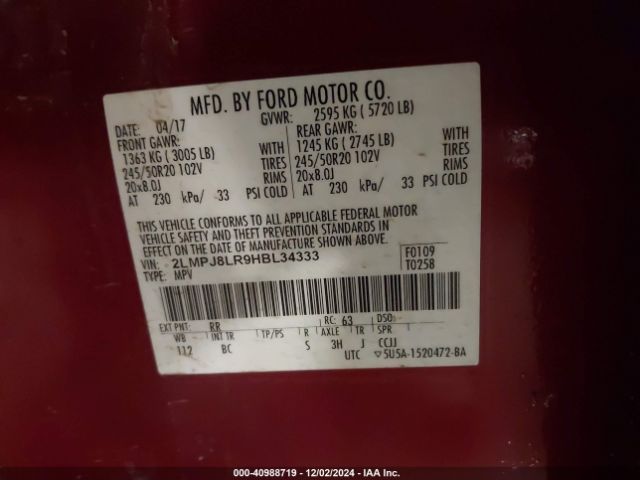 MFD. BY FORD MOTOR CO.
DATE: 04/17 GVWR: 2595 KG ( 5720 LB)
FRONT GAWR: WITH REAR GAWR: WITH
1363 KG ( 3005 LB) TIRES 1245 KG ( 2745 LB) TIRES
245/50R20 102V RIMS 245/50R20 102V RIMS
20x8.0J 20x8.0J
AT 230 kPa/ 33 PSI COLD AT 230 kPa/ 33 PSI COLD
THIS VEHICLE CONFORMS TO ALL APPLICABLE FEDERAL MOTOR
VEHICLE SAFETY AND THEFT PREVENTION STANDARDS IN
EFFECT ON THE DATE OF MANUFACTURE SHOWN ABOVE.
VIN: 2LMPJ8LR9HBL34333 F0109
TYPE: MPV T0258
EXT PNT: RR RC: 63 DSO:
WB INT TR TP/PS R AXLE TR SPR
112 BC S 3H J CCJJ
UTC ▽5U5A-1520472-BA
000-40988719 - 12/02/2024 - IAA Inc.